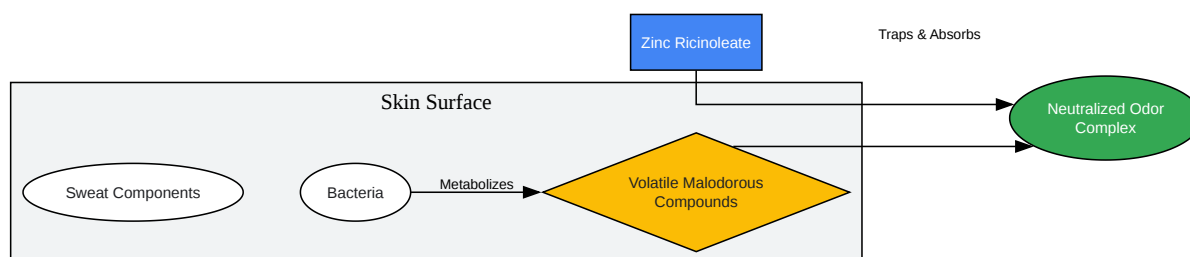 Zinc Ricinoleate
Traps & Absorbs
Skin Surface
Neutralized Odor
Complex
Sweat Components
Bacteria
Metabolizes
Volatile Malodorous
Compounds